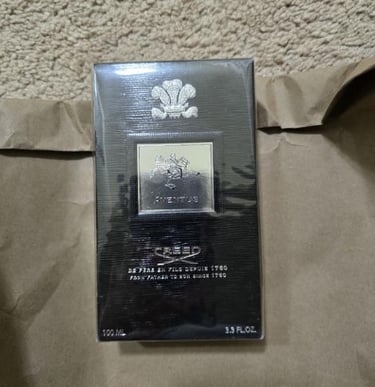 AVENTUS
CREED
DE PÈRE EN FILS DEPUIS 1760
FROM FATHER TO SON SINCE 1760
100 ML
3.3 FL.OZ.